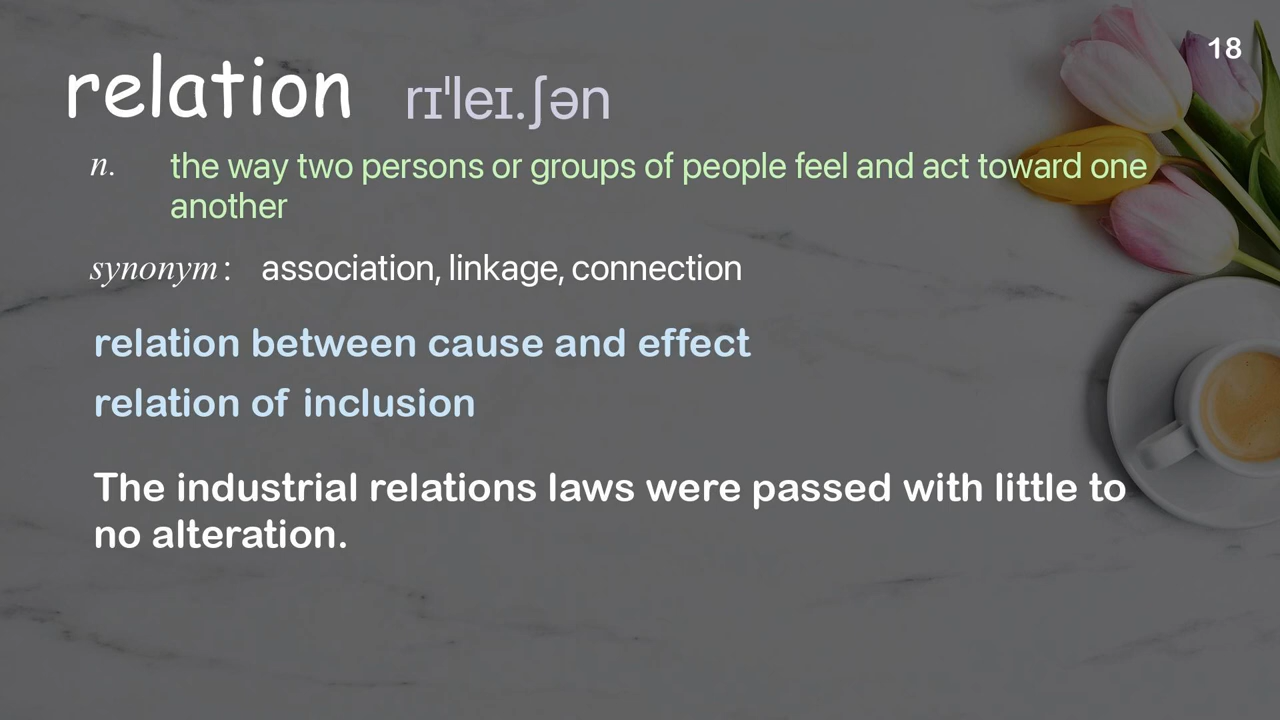 18
relation rɪˈleɪ.ʃən
n. the way two persons or groups of people feel and act toward one
another
synonym: association, linkage, connection
relation between cause and effect
relation of inclusion
The industrial relations laws were passed with little to
no alteration.